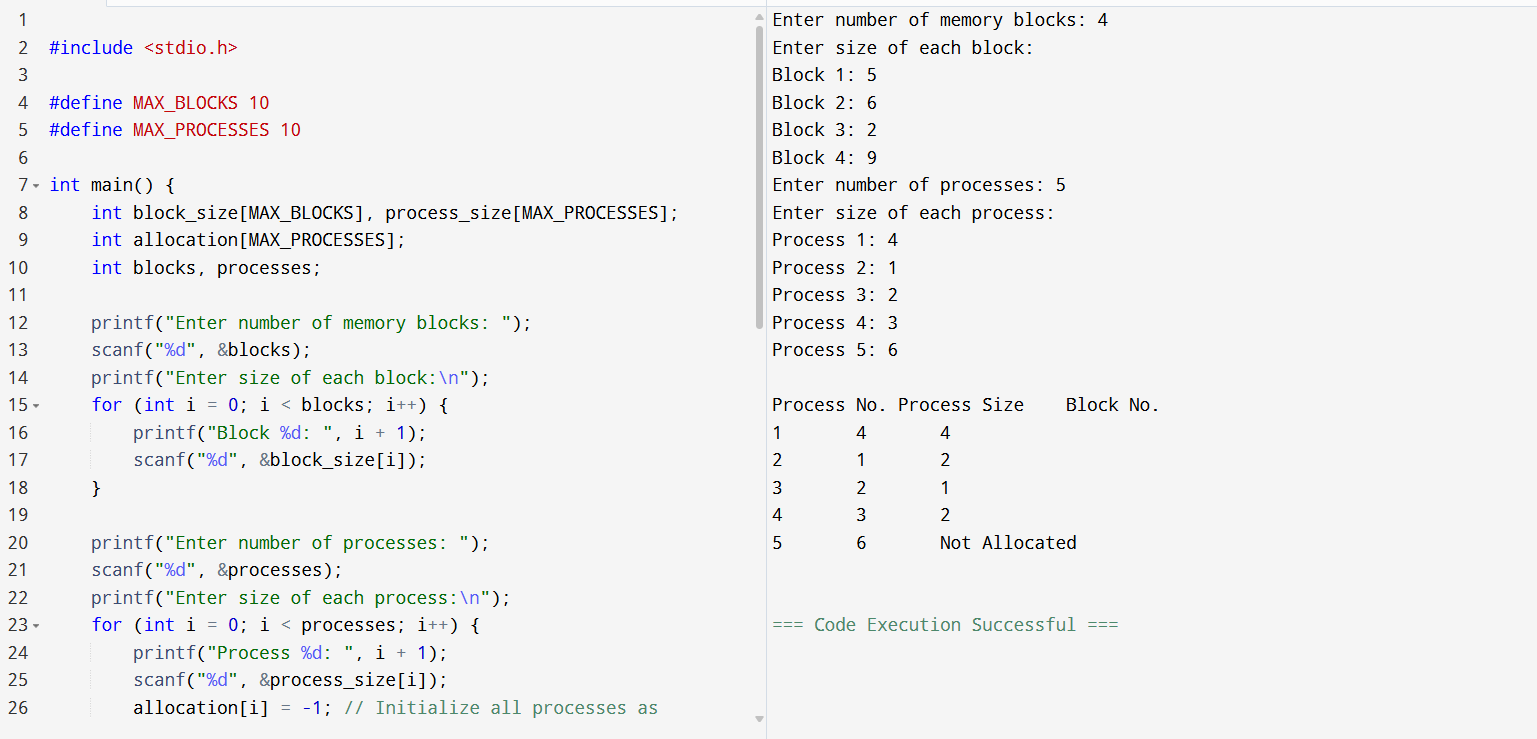 1
2 #include <stdio.h>
3
4 #define MAX_BLOCKS 10
5 #define MAX_PROCESSES 10
6
7 int main() {
8     int block_size[MAX_BLOCKS], process_size[MAX_PROCESSES];
9     int allocation[MAX_PROCESSES];
10     int blocks, processes;
11
12     printf("Enter number of memory blocks: ");
13     scanf("%d", &blocks);
14     printf("Enter size of each block:\n");
15     for (int i = 0; i < blocks; i++) {
16         printf("Block %d: ", i + 1);
17         scanf("%d", &block_size[i]);
18     }
19
20     printf("Enter number of processes: ");
21     scanf("%d", &processes);
22     printf("Enter size of each process:\n");
23     for (int i = 0; i < processes; i++) {
24         printf("Process %d: ", i + 1);
25         scanf("%d", &process_size[i]);
26         allocation[i] = -1; // Initialize all processes as
Enter number of memory blocks: 4
Enter size of each block:
Block 1: 5
Block 2: 6
Block 3: 2
Block 4: 9
Enter number of processes: 5
Enter size of each process:
Process 1: 4
Process 2: 1
Process 3: 2
Process 4: 3
Process 5: 6

Process No. Process Size    Block No.
1       4       4
2       1       2
3       2       1
4       3       2
5       6       Not Allocated

=== Code Execution Successful ===